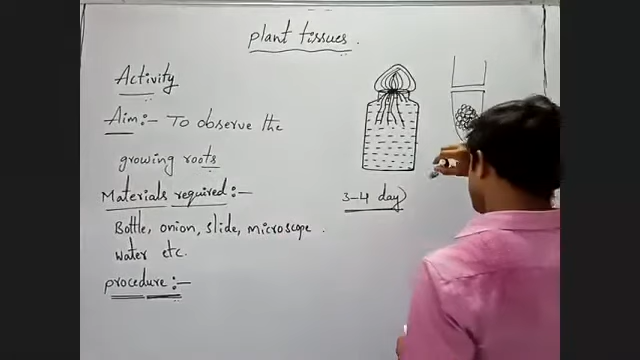 plant tissues.
Activity
Aim:- To observe the
growing roots
Materials required:-
Bottle, onion, slide, microscope.
water etc.
procedure:-
3-4 day)